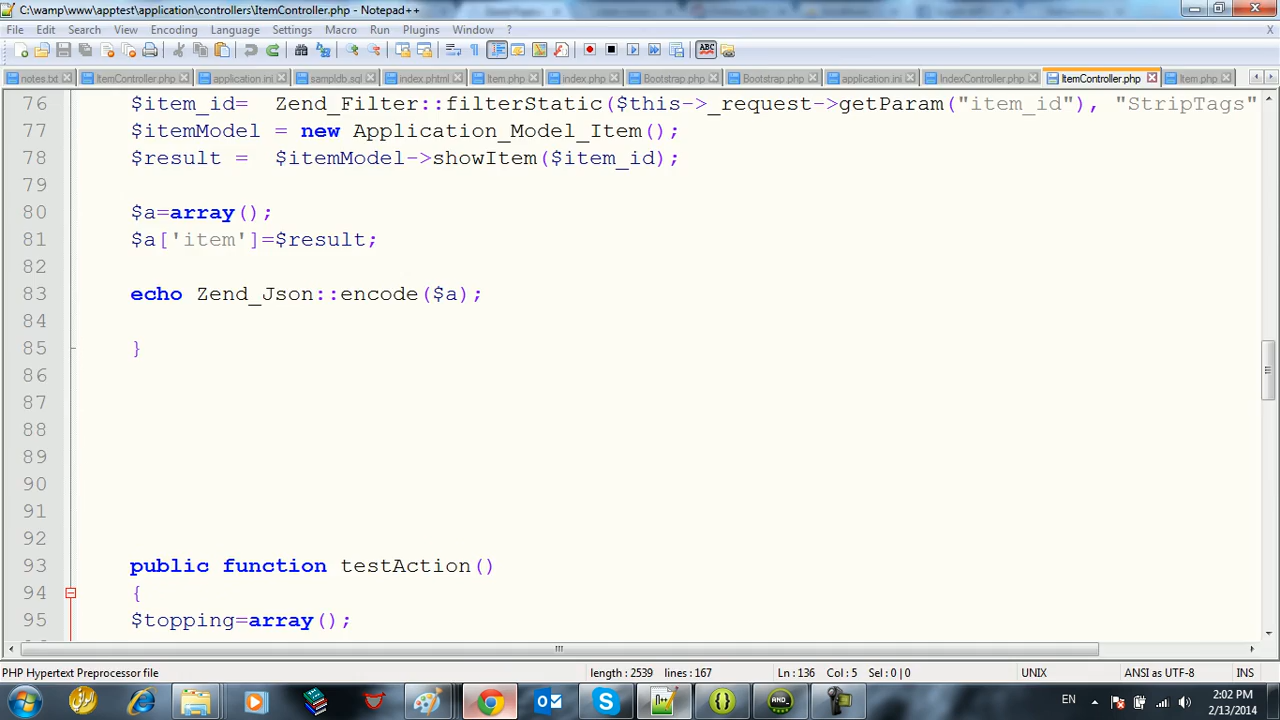 C:\wamp\www\apptest\application\controllers\ItemController.php - Notepad++
File Edit Search View Encoding Language Settings Macro Run Plugins Window ? X
notes.txt ItemController.php application.ini sampldb.sql index.phtml Item.php index.php Bootstrap.php Bootstrap.php application.ini IndexController.php ItemController.php Item.php
76 $item_id= Zend_Filter::filterStatic($this->_request->getParam("item_id"), "StripTags"
77 $itemModel = new Application_Model_Item();
78 $result = $itemModel->showItem($item_id);
79
80 $a=array();
81 $a['item']=$result;
82
83 echo Zend_Json::encode($a);
84
85 }
86
87
88
89
90
91
92
93 public function testAction()
94 {
95 $topping=array();
PHP Hypertext Preprocessor file length : 2539 lines : 167 Ln : 136 Col : 5 Sel : 0 | 0 UNIX ANSI as UTF-8 INS
EN 2:02 PM
2/13/2014